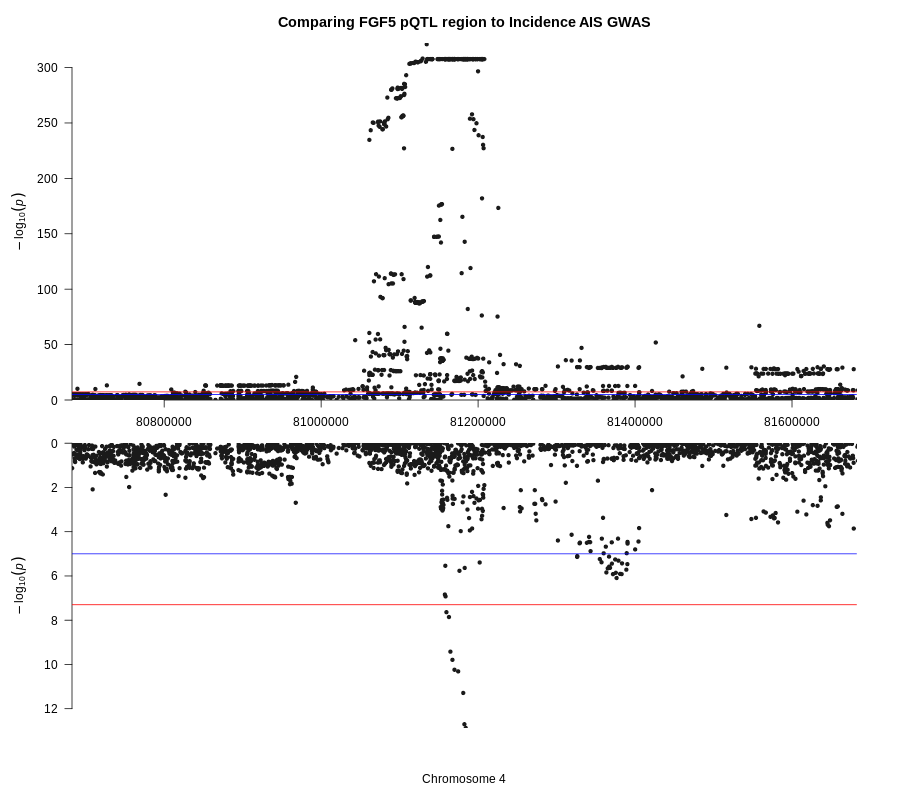 Comparing FGF5 pQTL region to Incidence AIS GWAS
300
250
200
150
100
50
0
− log10(p)
80800000 81000000 81200000 81400000 81600000
0
2
4
6
8
10
12
− log10(p)
Chromosome 4